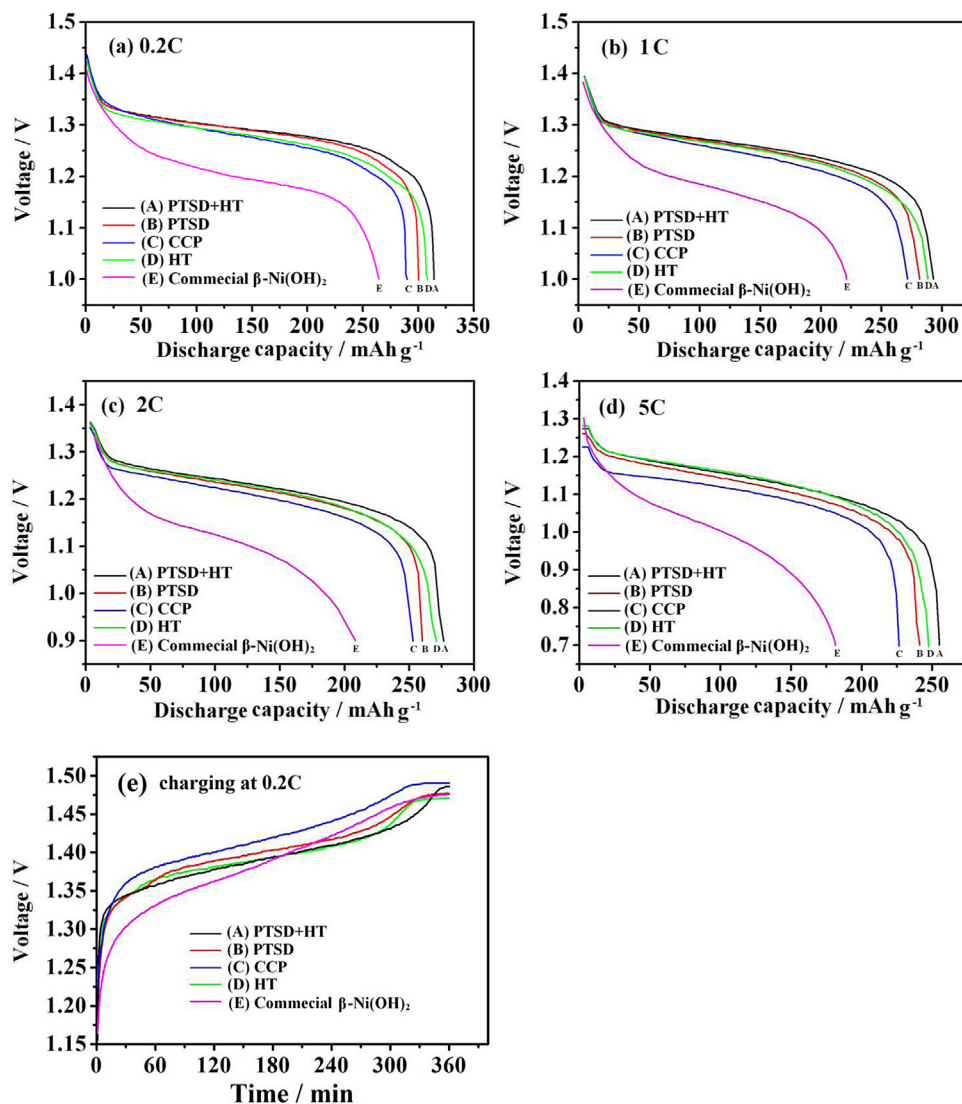 (a) 0.2C
Voltage / V
1.5
1.4
1.3
1.2
1.1
1.0
(A) PTSD+HT
(B) PTSD
(C) CCP
(D) HT
(E) Commecial β-Ni(OH)₂
E C B D A
0 50 100 150 200 250 300 350
Discharge capacity / mAh g⁻¹
(b) 1C
Voltage / V
1.5
1.4
1.3
1.2
1.1
1.0
(A) PTSD+HT
(B) PTSD
(C) CCP
(D) HT
(E) Commecial β-Ni(OH)₂
E C B D A
0 50 100 150 200 250 300
Discharge capacity / mAh g⁻¹
(c) 2C
Voltage / V
1.4
1.3
1.2
1.1
1.0
0.9
(A) PTSD+HT
(B) PTSD
(C) CCP
(D) HT
(E) Commecial β-Ni(OH)₂
E C B D A
0 50 100 150 200 250 300
Discharge capacity / mAh g⁻¹
(d) 5C
Voltage / V
1.4
1.3
1.2
1.1
1.0
0.9
0.8
0.7
(A) PTSD+HT
(B) PTSD
(C) CCP
(D) HT
(E) Commecial β-Ni(OH)₂
E C B D A
0 50 100 150 200 250
Discharge capacity / mAh g⁻¹
(e) charging at 0.2C
Voltage / V
1.50
1.45
1.40
1.35
1.30
1.25
1.20
1.15
(A) PTSD+HT
(B) PTSD
(C) CCP
(D) HT
(E) Commecial β-Ni(OH)₂
0 60 120 180 240 300 360
Time / min